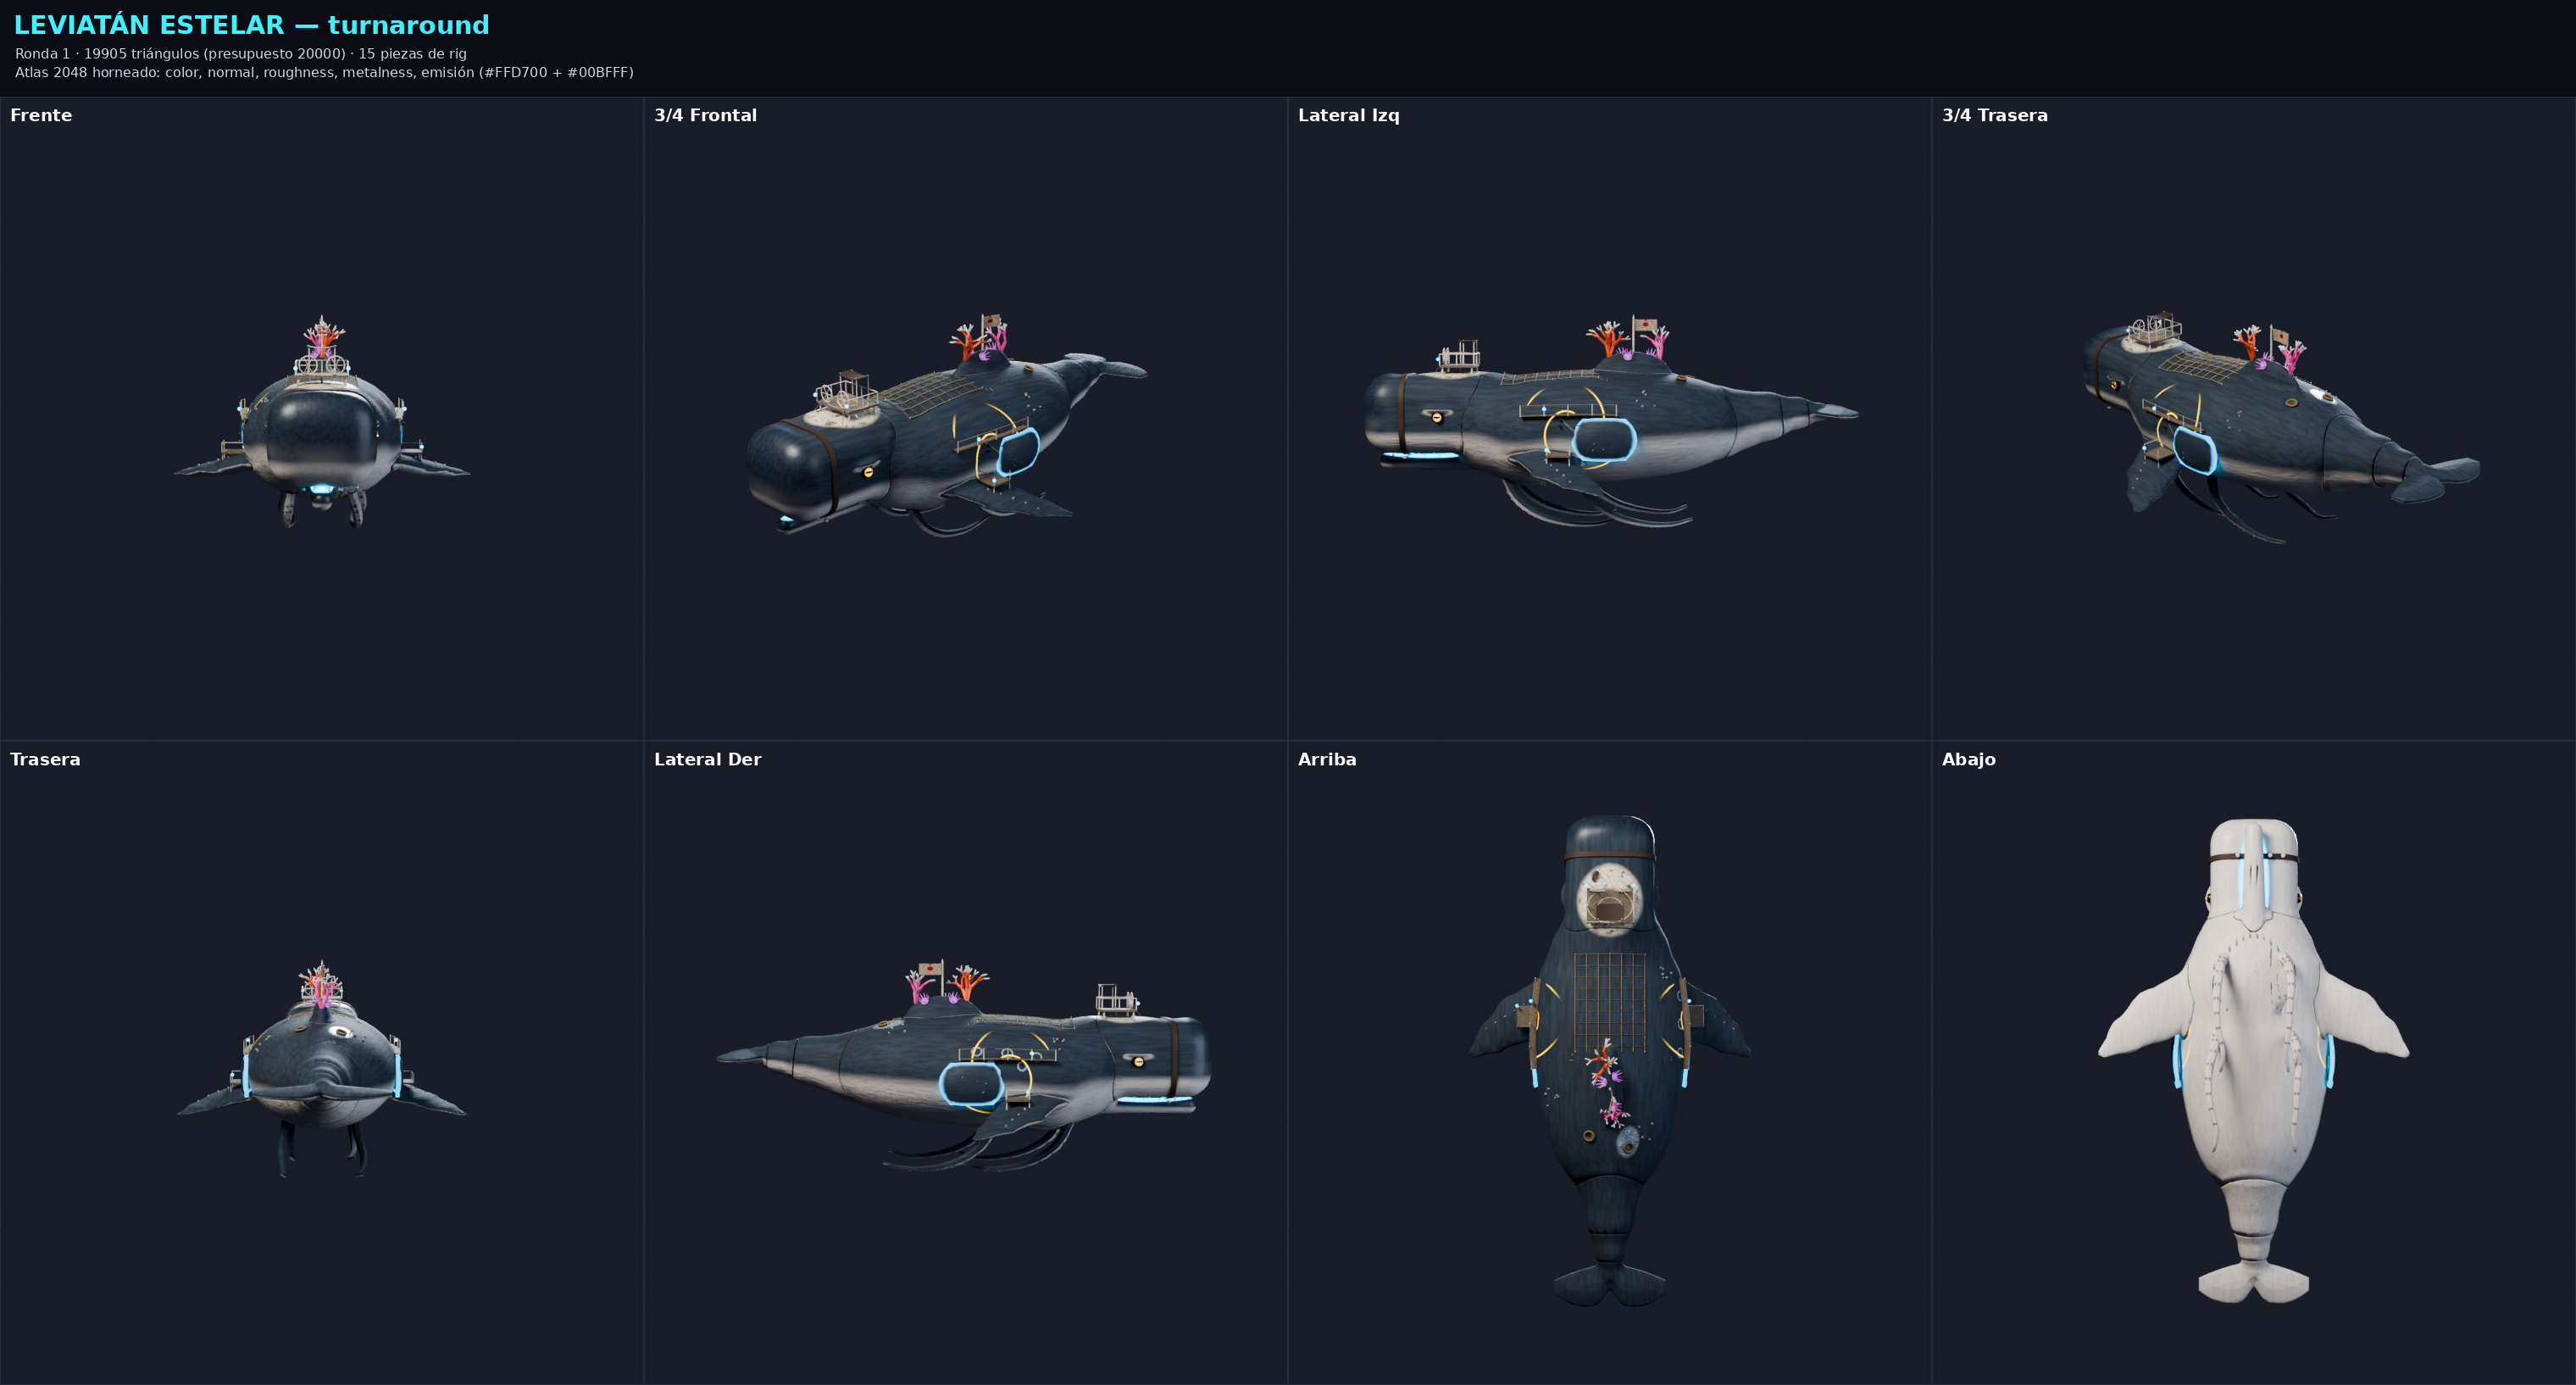 LEVIATÁN ESTELAR — turnaround
Ronda 1 · 19905 triángulos (presupuesto 20000) · 15 piezas de rig
Atlas 2048 horneado: color, normal, roughness, metalness, emisión (#FFD700 + #00BFFF)
Frente
3/4 Frontal
Lateral Izq
3/4 Trasera
Trasera
Lateral Der
Arriba
Abajo